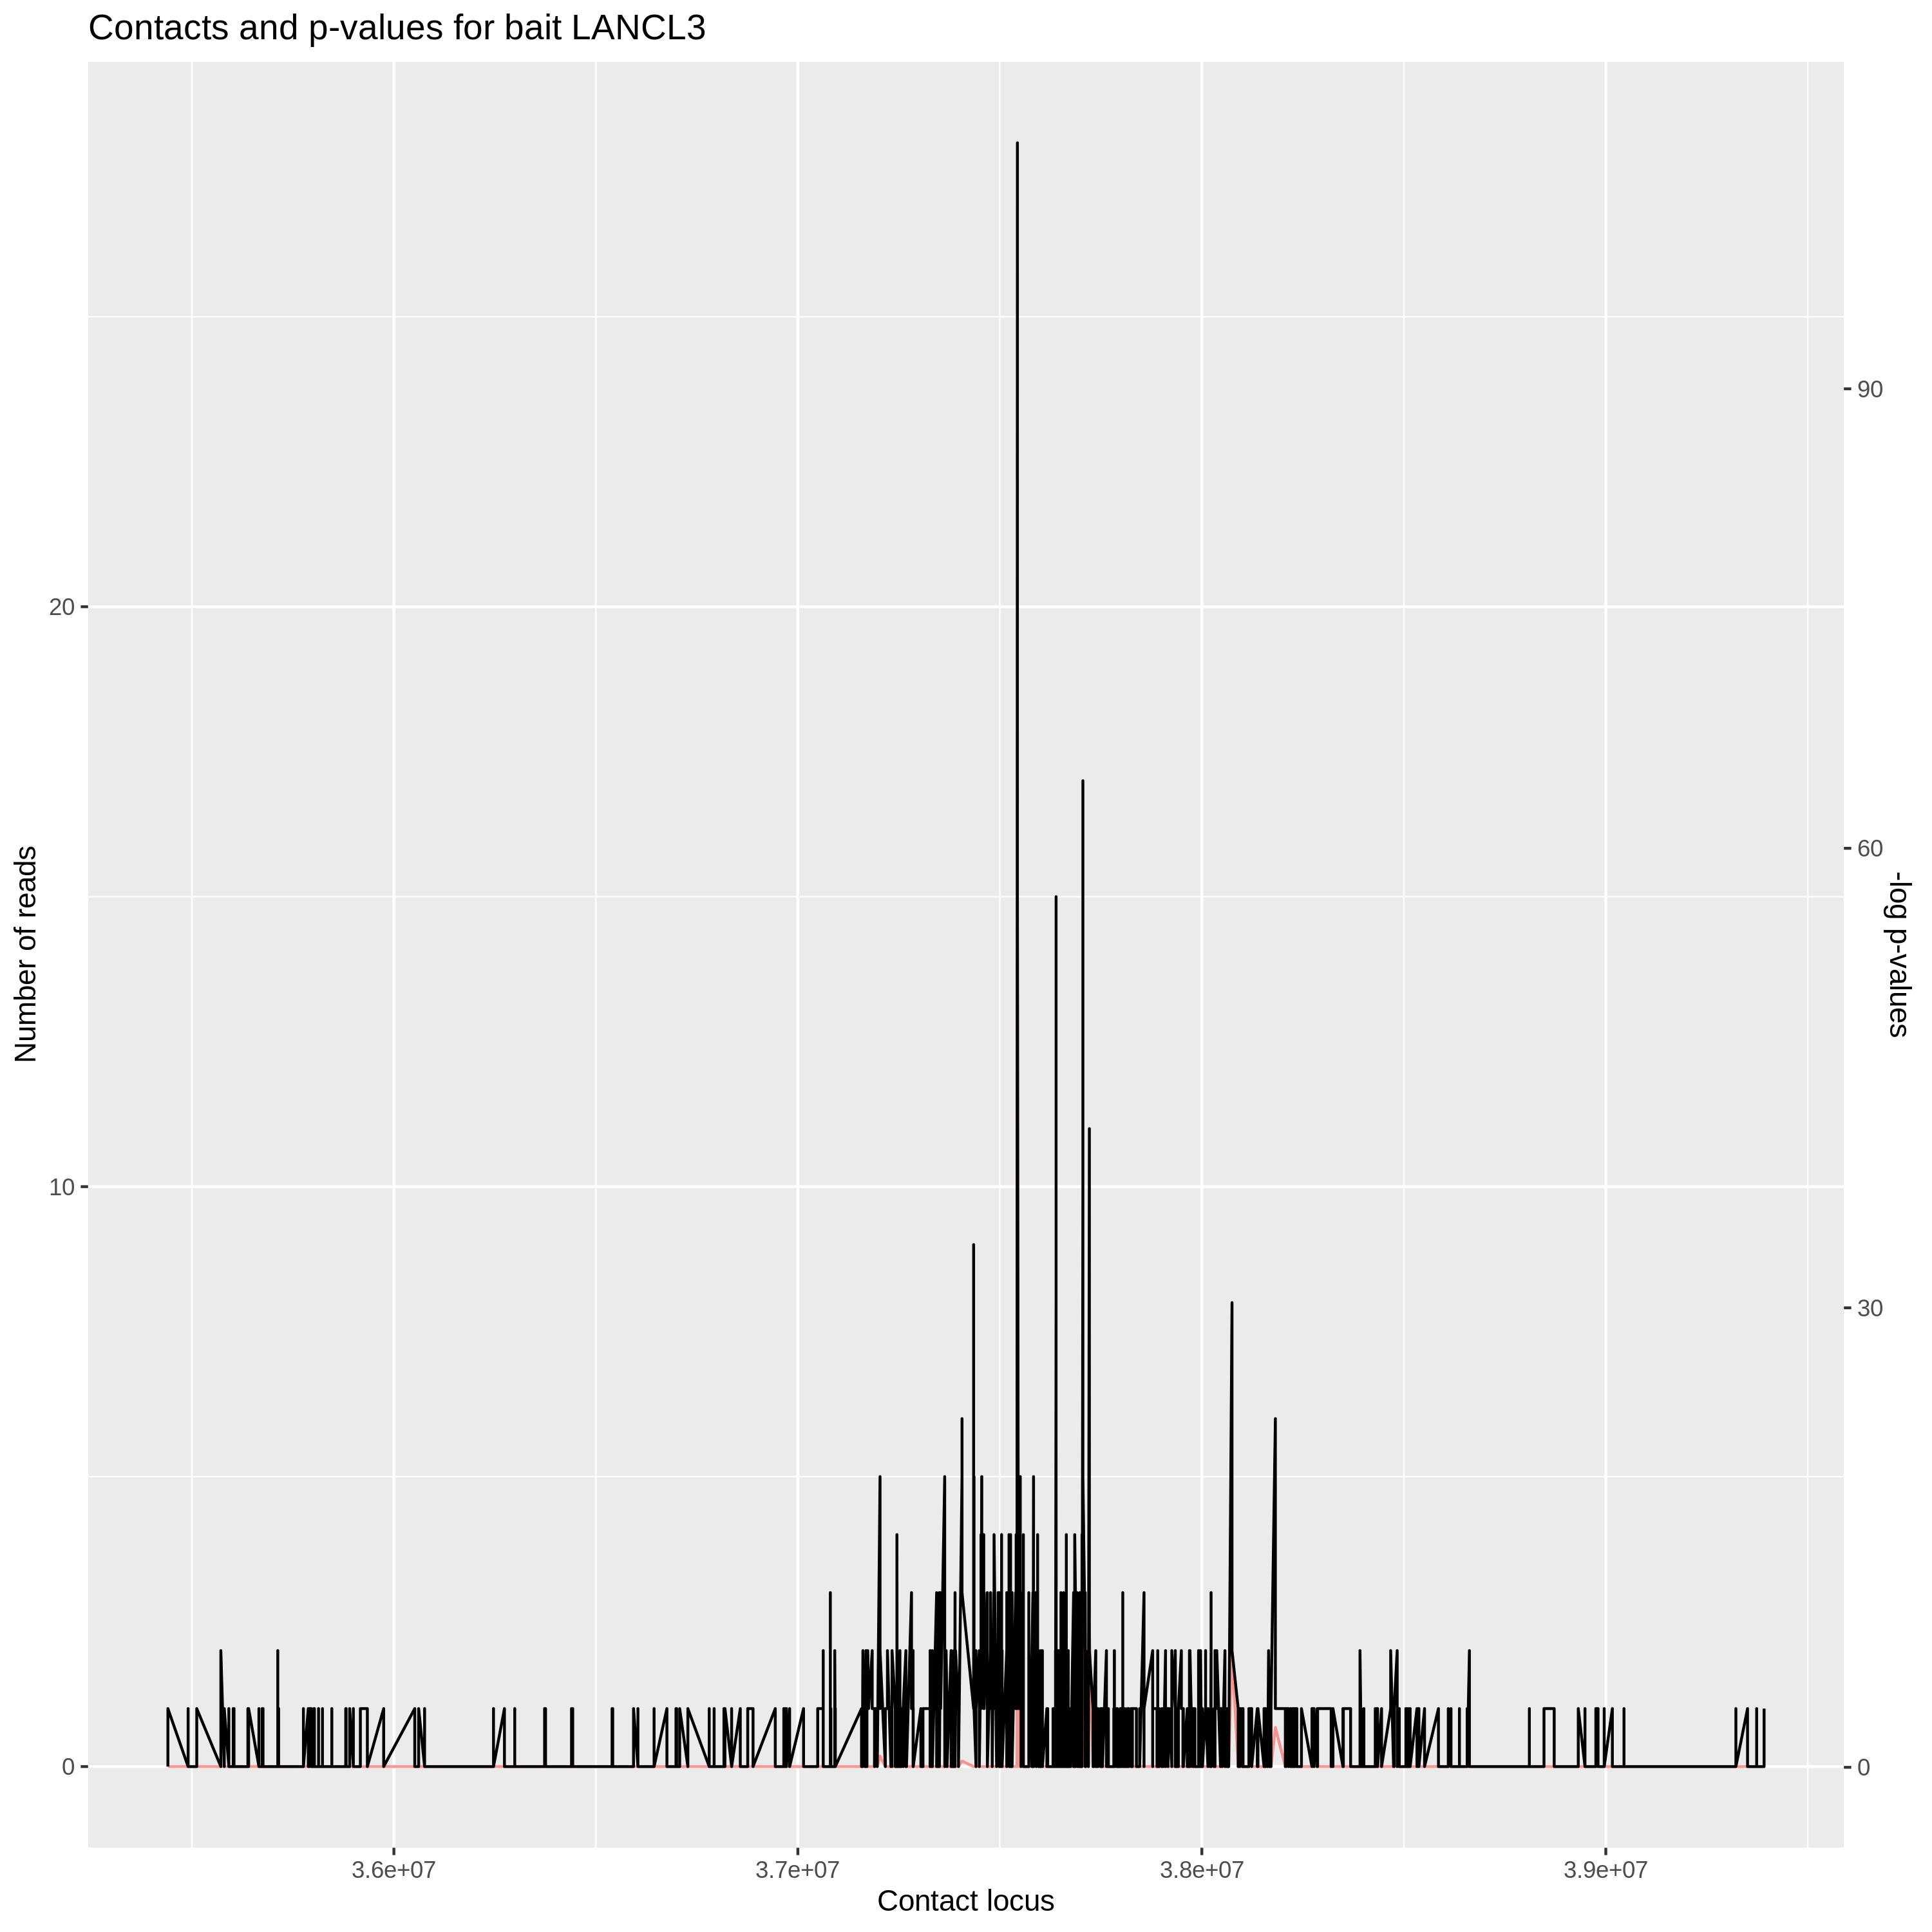 Contacts and p-values for bait LANCL3
Number of reads
20
10
0
-log p-values
90
60
30
0
3.6e+07
3.7e+07
3.8e+07
3.9e+07
Contact locus